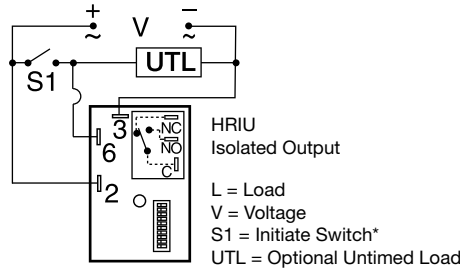 + V −
~ ~
UTL
S1
3
6
2
NC
NO
C
HRIU
Isolated Output
L = Load
V = Voltage
S1 = Initiate Switch*
UTL = Optional Untimed Load